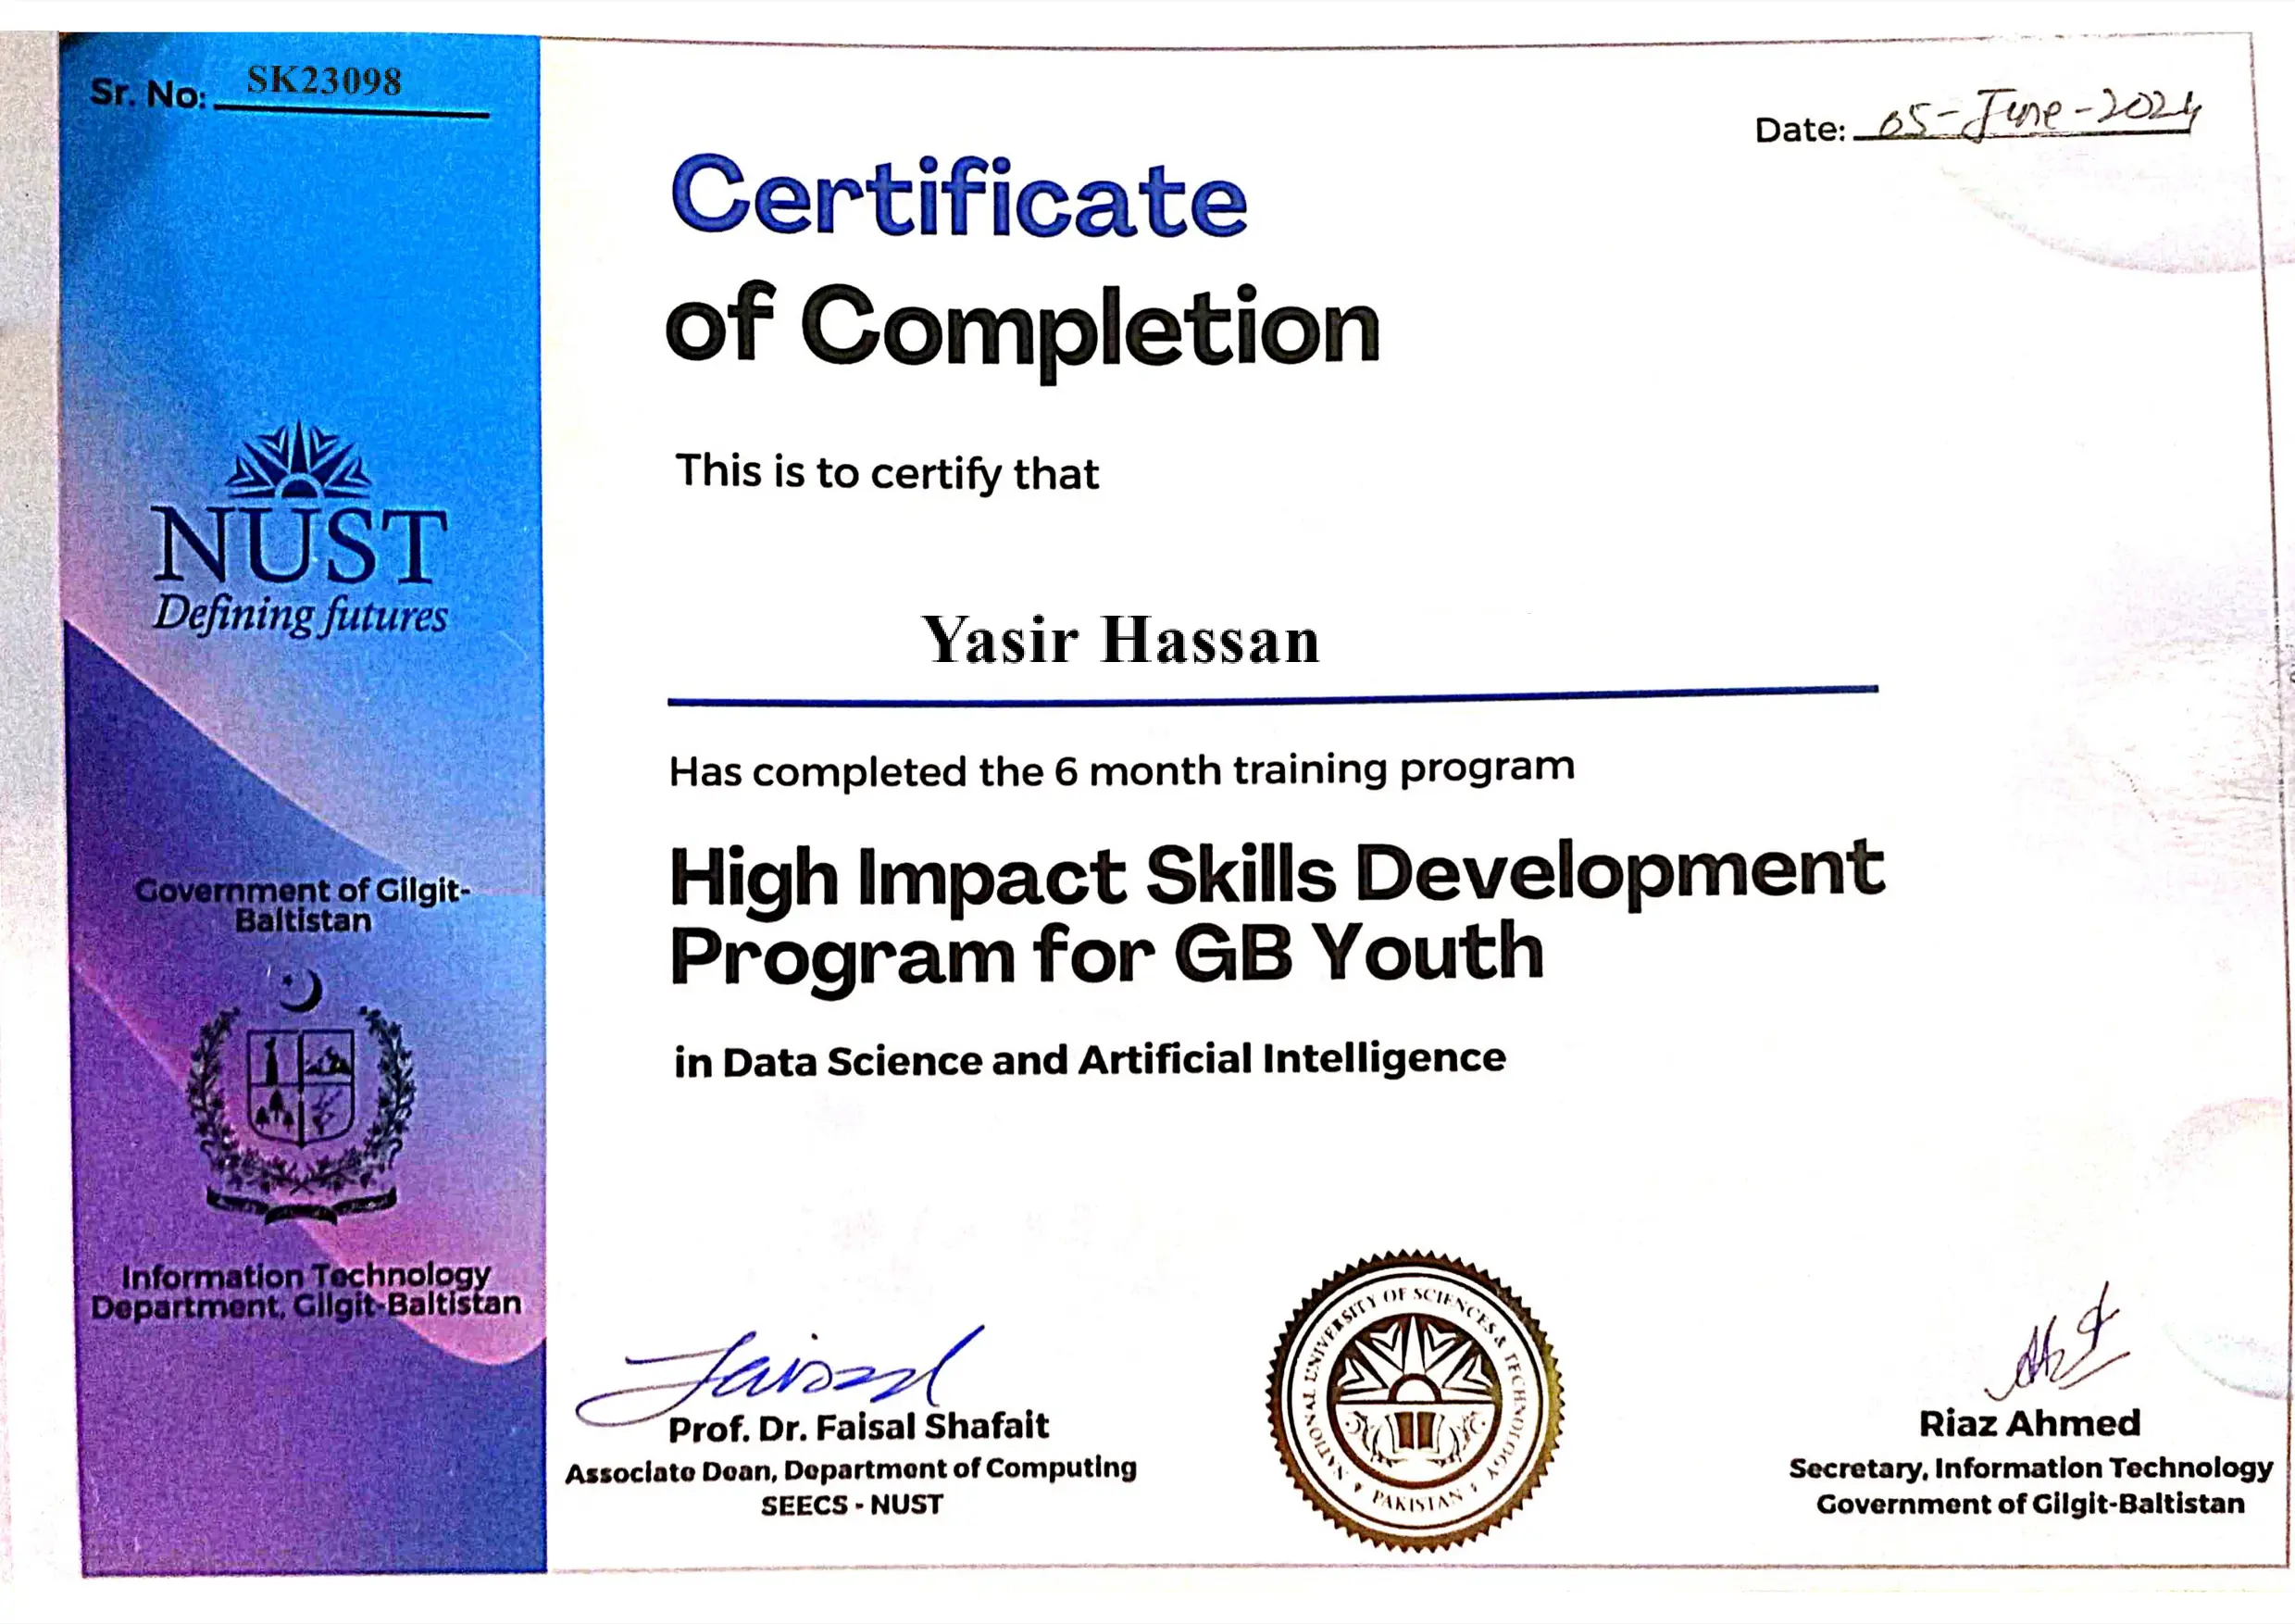 Sr. No: SK23098
Date: 05-June-2024
Certificate
of Completion
This is to certify that
NUST
Defining futures
Yasir Hassan
Has completed the 6 month training program
High Impact Skills Development
Program for GB Youth
in Data Science and Artificial Intelligence
Government of Gilgit-
Baltistan
Information Technology
Department, Gilgit-Baltistan
Faisal
Prof. Dr. Faisal Shafait
Associate Dean, Department of Computing
SEECS - NUST
NATIONAL UNIVERSITY OF SCIENCES & TECHNOLOGY
PAKISTAN
Riaz Ahmed
Secretary, Information Technology
Government of Gilgit-Baltistan